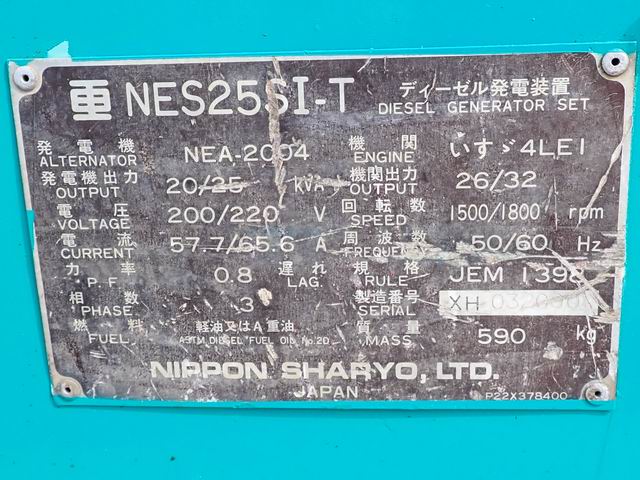 NES25SI-T ディーゼル発電装置
DIESEL GENERATOR SET
発電機 ALTERNATOR NEA-2004 機関 ENGINE いすゞ4LE1
発電機出力 OUTPUT 20/25 kVA 機関出力 OUTPUT 26/32
電圧 VOLTAGE 200/220 V 回転数 SPEED 1500/1800 rpm
電流 CURRENT 57.7/65.6 A 周波数 FREQUENCY 50/60 Hz
力率 P.F. 0.8 遅れ LAG. 規格 RULE JEM 1398
相数 PHASE 3 製造番号 SERIAL XH
燃料 FUEL 軽油又はA重油 ASTM DIESEL FUEL OIL No.2D 質量 MASS 590 kg
NIPPON SHARYO, LTD.
JAPAN P22X378400